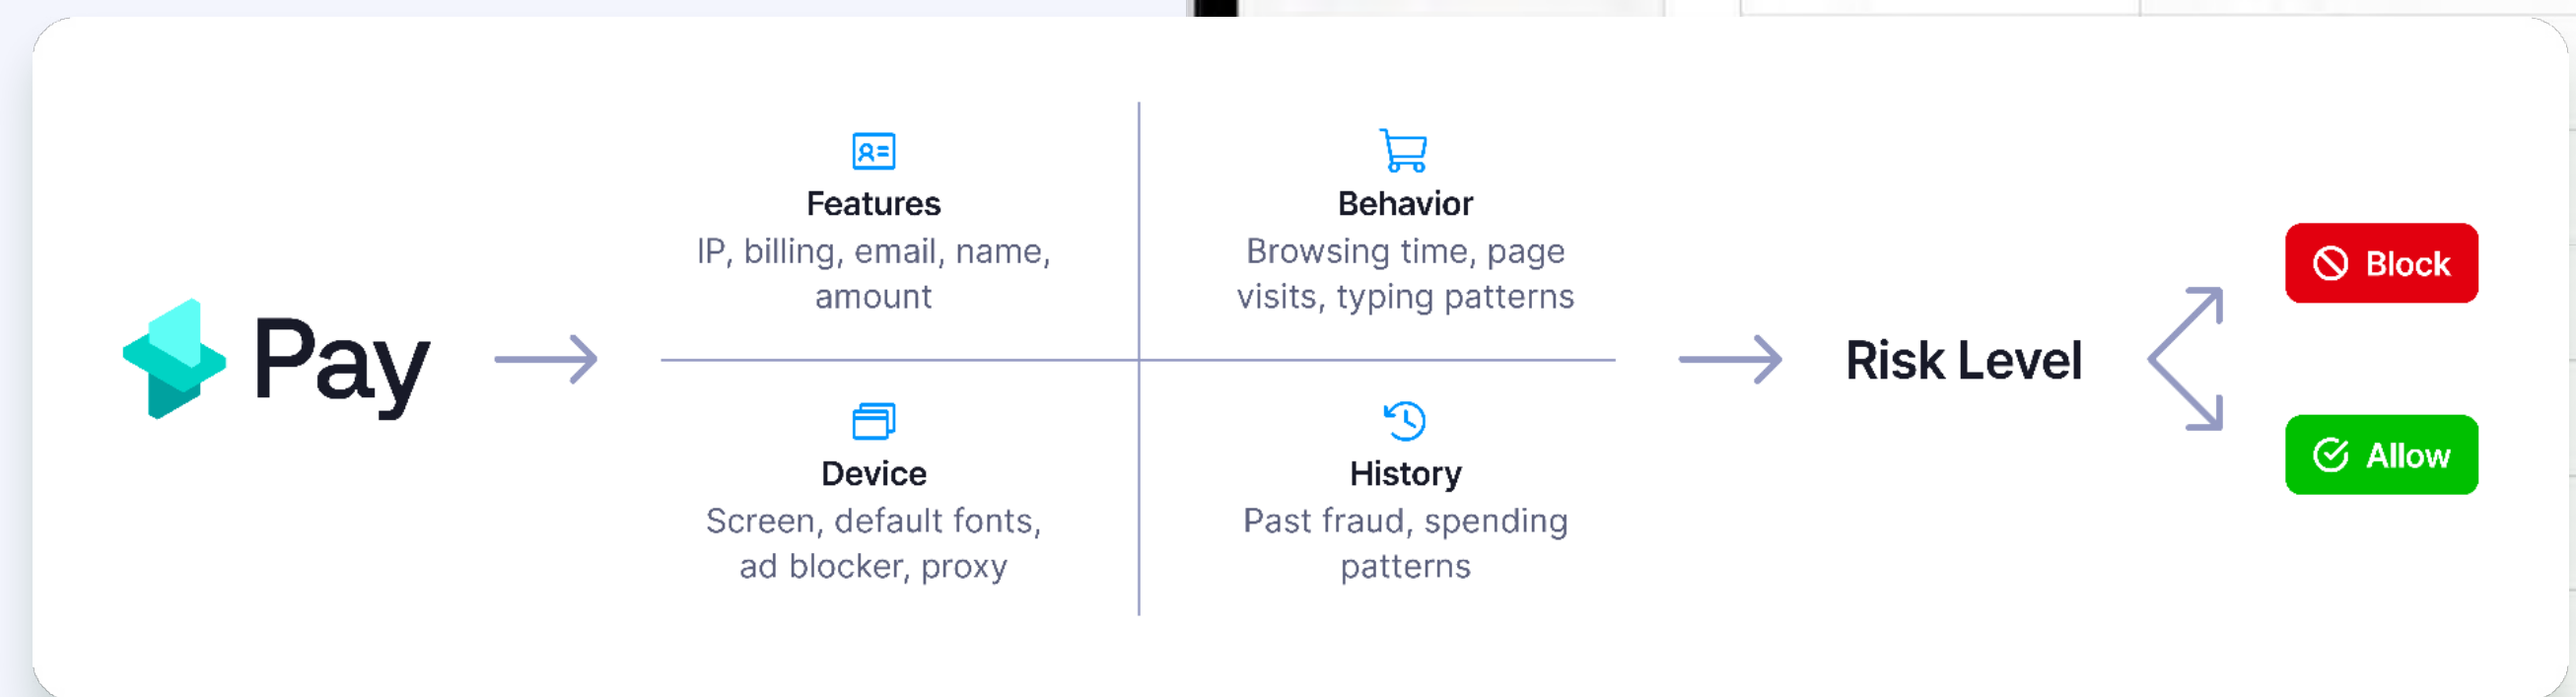 Pay
Features
IP, billing, email, name,
amount
Behavior
Browsing time, page
visits, typing patterns
Device
Screen, default fonts,
ad blocker, proxy
History
Past fraud, spending
patterns
Risk Level
Block
Allow